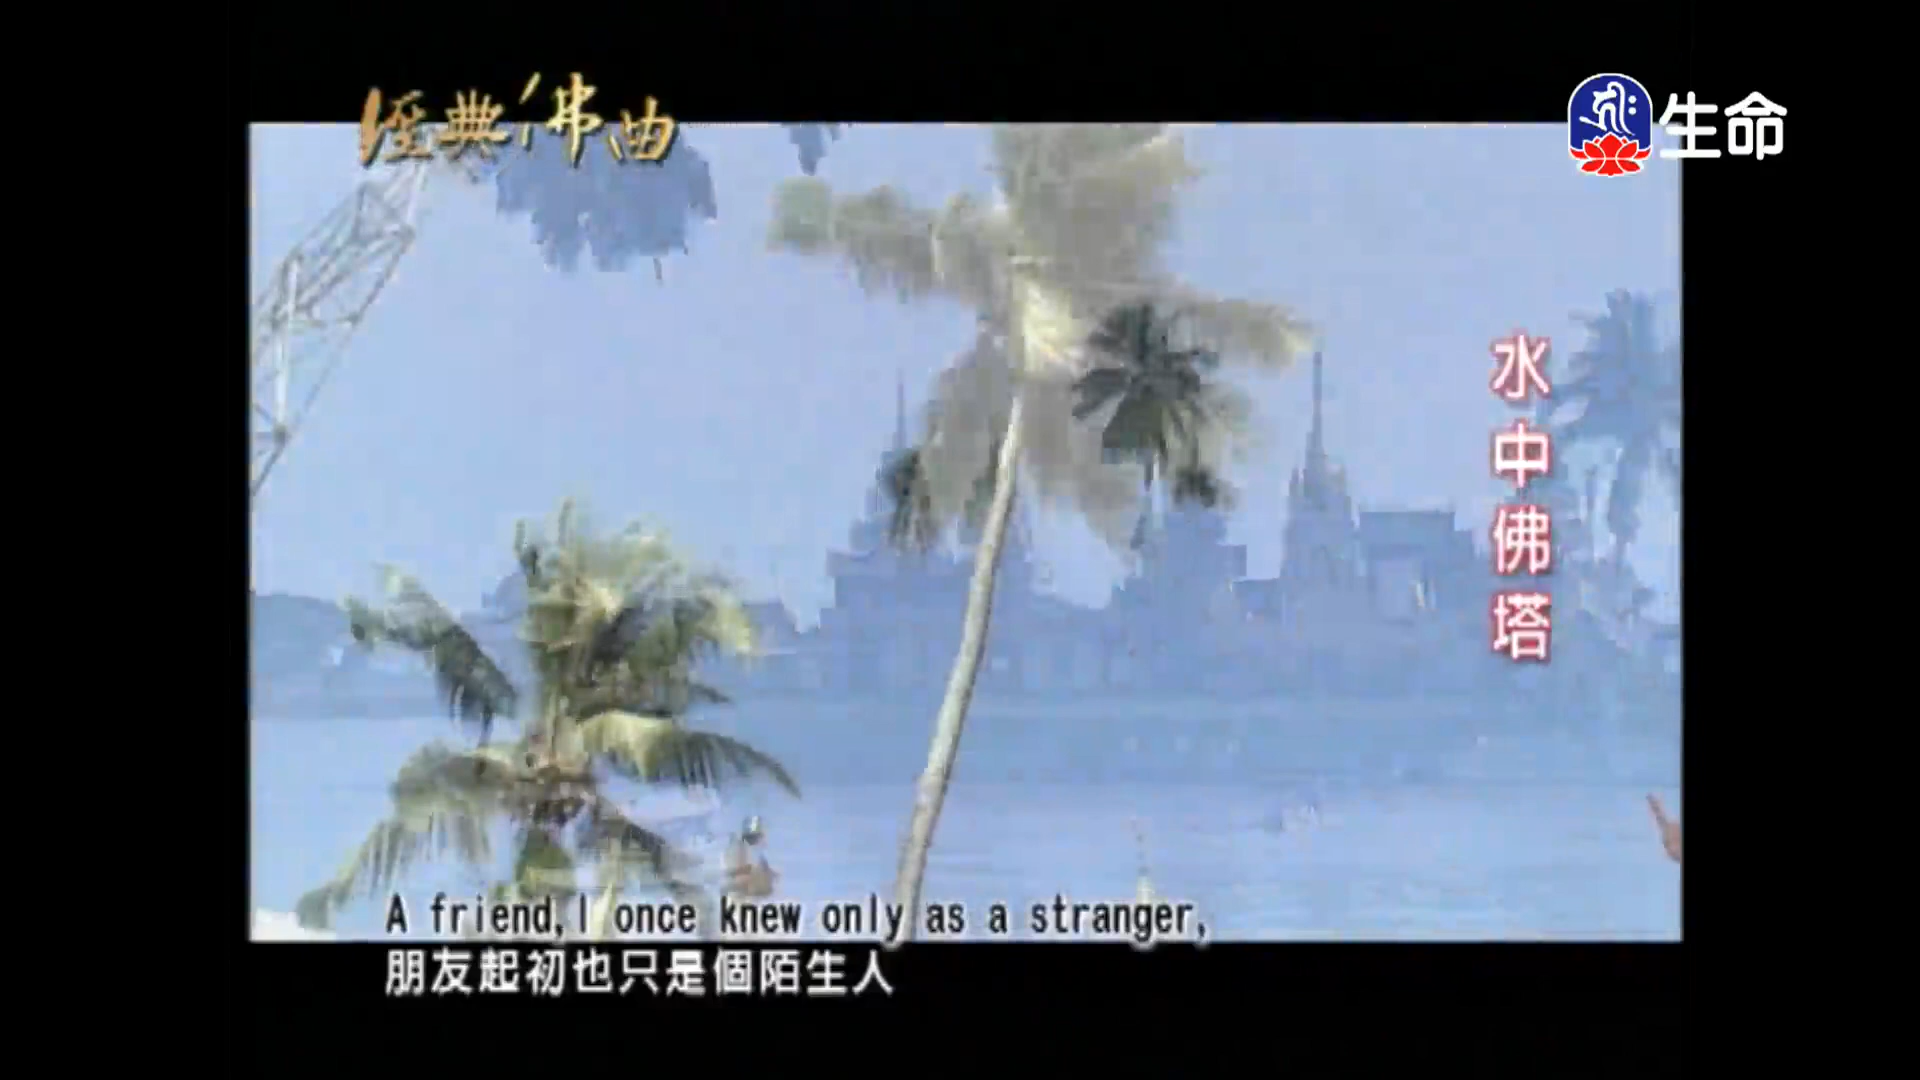 經典佛曲
生命
水中佛塔
A friend,I once knew only as a stranger,
朋友起初也只是個陌生人